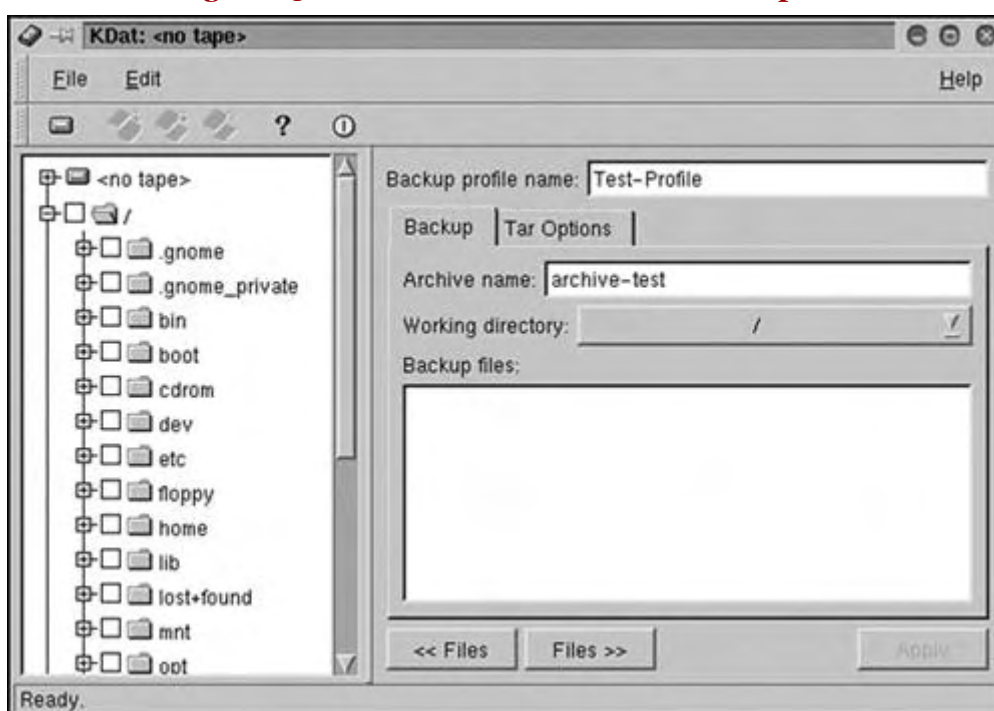 KDat: <no tape>
File Edit Help
?
<no tape>
/
.gnome
.gnome_private
bin
boot
cdrom
dev
etc
floppy
home
lib
lost+found
mnt
opt
Backup profile name: Test-Profile
Backup Tar Options
Archive name: archive-test
Working directory: /
Backup files:
<< Files Files >> Apply
Ready.